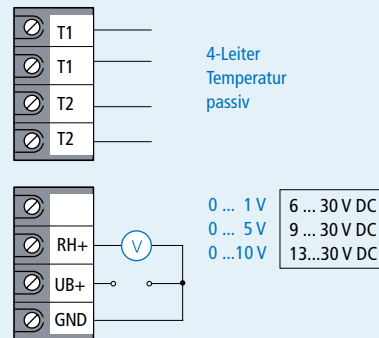 T1
T1
T2
T2
4-Leiter
Temperatur
passiv
RH+
UB+
GND
V
0 ... 1 V 6 ... 30 V DC
0 ... 5 V 9 ... 30 V DC
0 ...10 V 13...30 V DC